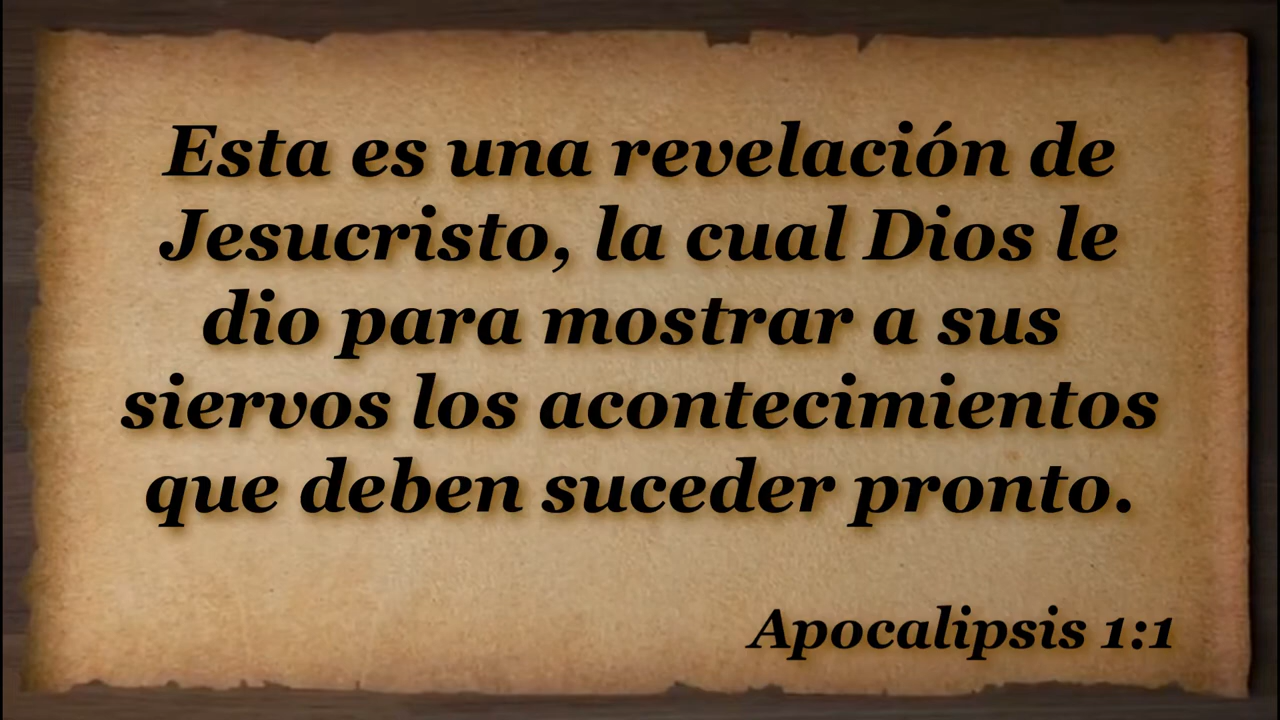 Esta es una revelación de
Jesucristo, la cual Dios le
dio para mostrar a sus
siervos los acontecimientos
que deben suceder pronto.
Apocalipsis 1:1